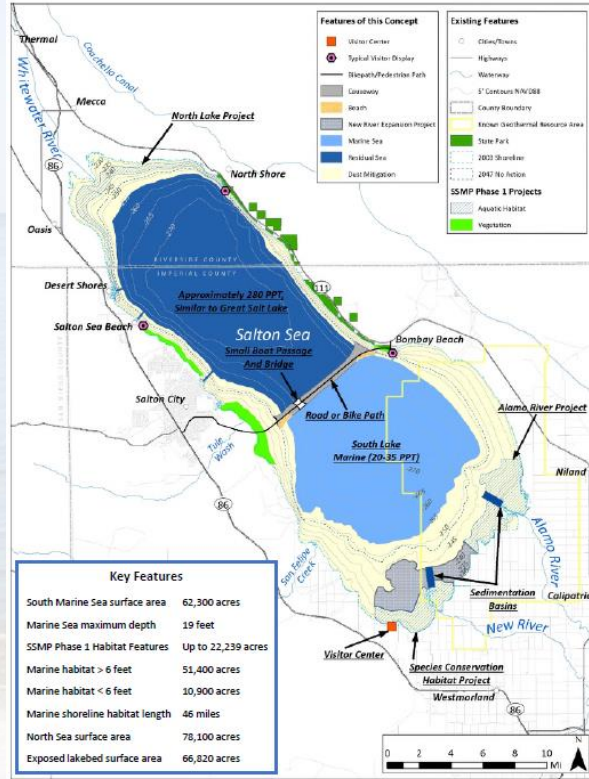 Thermal
Coachella Canal
Whitewater River
Mecca
North Lake Project
86
North Shore
Oasis
RIVERSIDE COUNTY
IMPERIAL COUNTY
Desert Shores
111
Approximately 280 PPT,
Similar to Great Salt Lake
Salton Sea
Salton Sea Beach
Small Boat Passage
And Bridge
Bombay Beach
Salton City
Road or Bike Path
Alamo River Project
Tule Wash
South Lake
Marine (20-35 PPT)
Niland
86
San Felipe Creek
Alamo River
Calipatria
Sedimentation
Basins
New River
Visitor Center
Species Conservation
Habitat Project
Westmorland
86
Features of this Concept
Visitor Center
Typical Visitor Display
Bikepath/Pedestrian Path
Causeway
Beach
New River Expansion Project
Marine Sea
Residual Sea
Dust Mitigation
Existing Features
Cities/Towns
Highways
Waterway
5' Contours NAVD88
County Boundary
Known Geothermal Resource Area
State Park
2003 Shoreline
2047 No Action
SSMP Phase 1 Projects
Aquatic Habitat
Vegetation
Key Features
South Marine Sea surface area 62,300 acres
Marine Sea maximum depth 19 feet
SSMP Phase 1 Habitat Features Up to 22,239 acres
Marine habitat > 6 feet 51,400 acres
Marine habitat < 6 feet 10,900 acres
Marine shoreline habitat length 46 miles
North Sea surface area 78,100 acres
Exposed lakebed surface area 66,820 acres
0 2 4 6 8 10
Mi
N